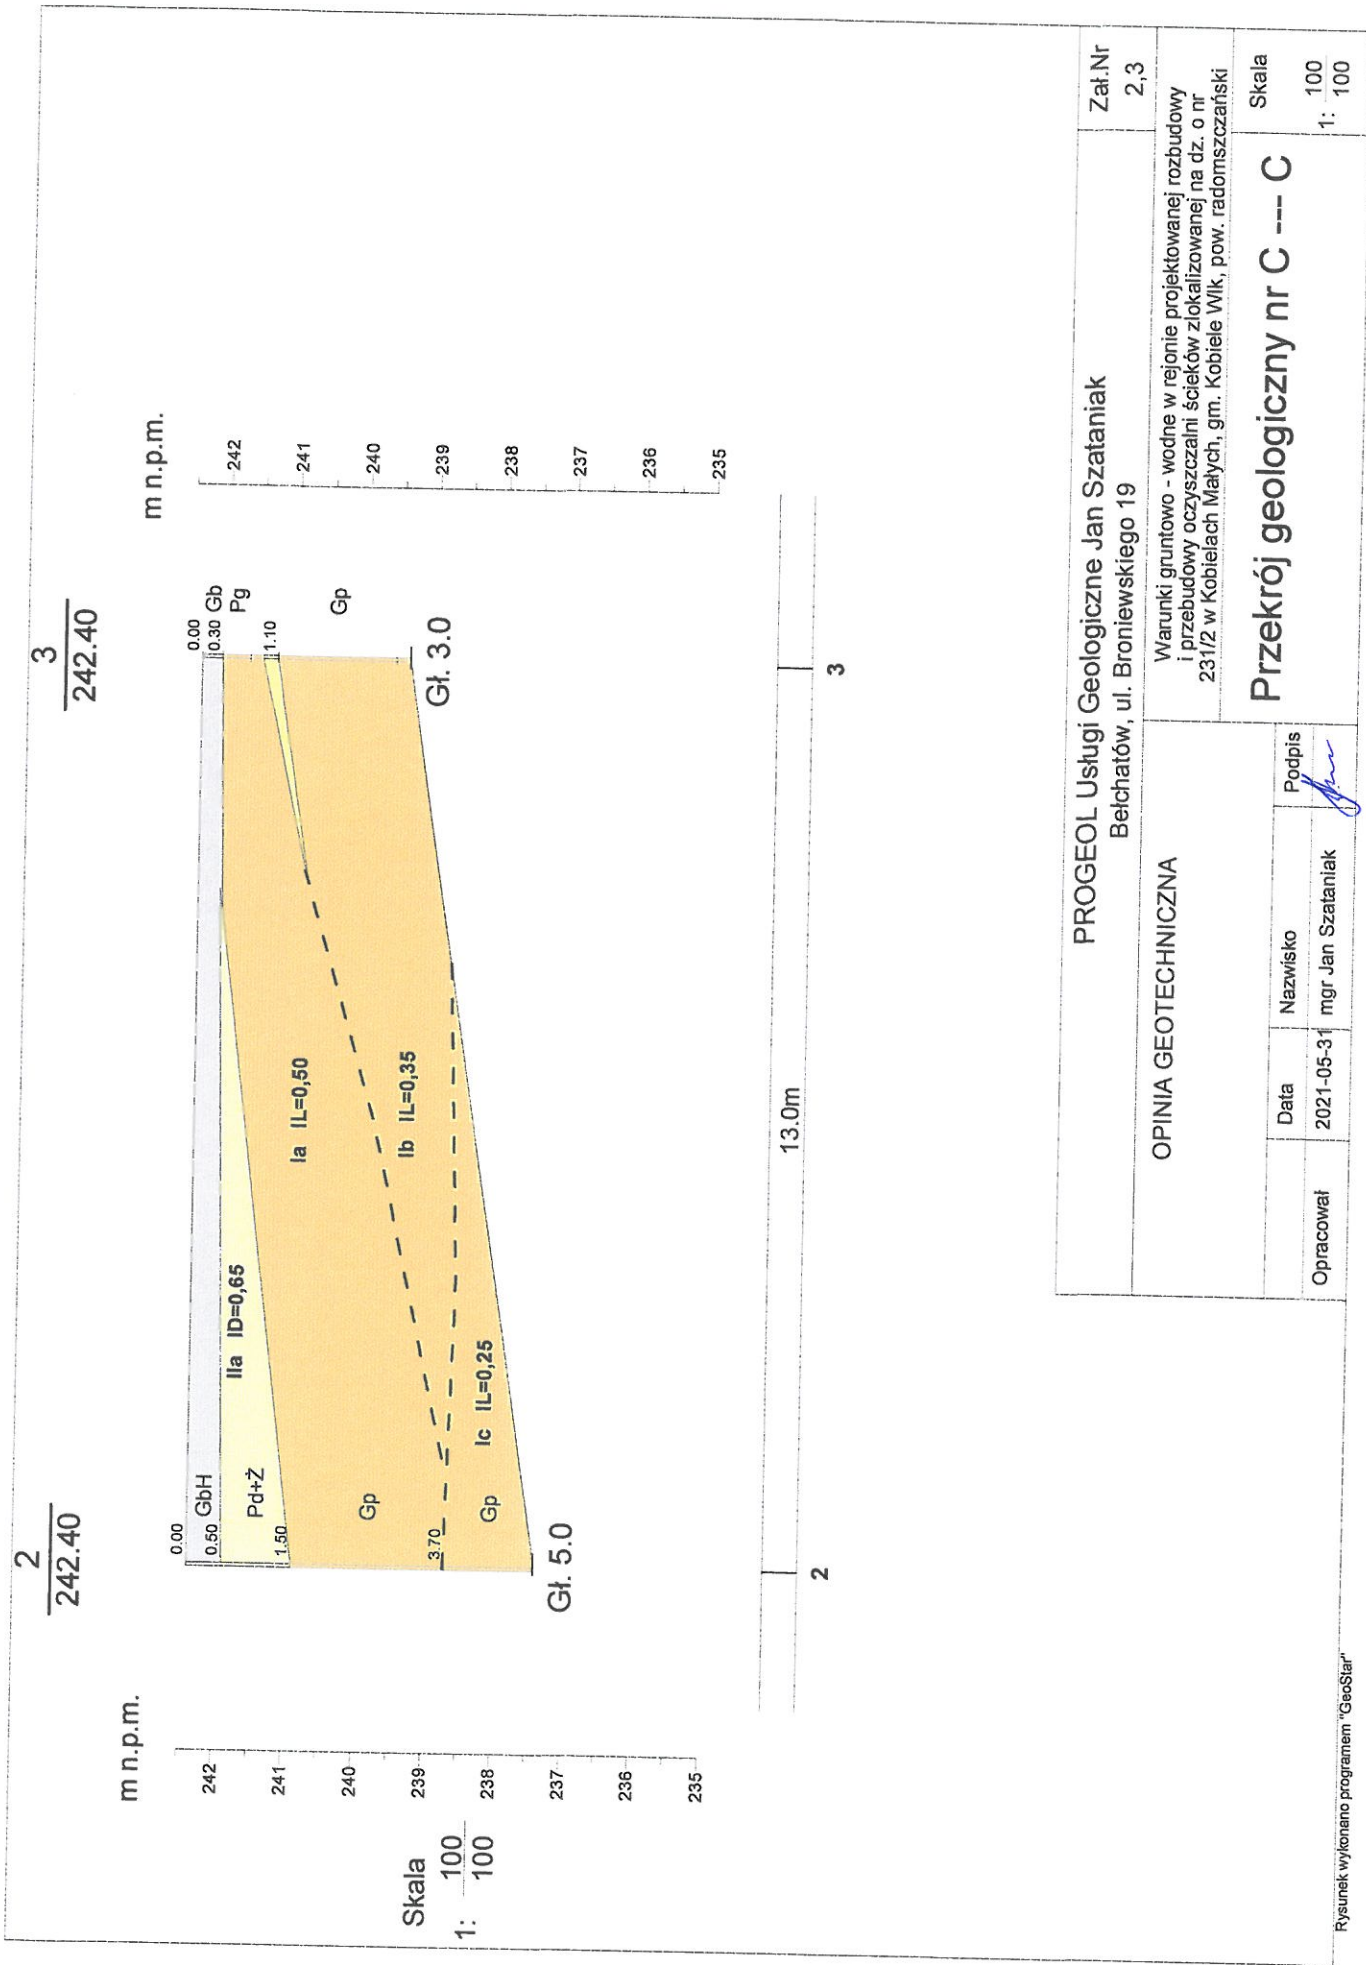 2
242.40
3
242.40
m n.p.m.
m n.p.m.
Skala
1: 100
100
242
241
240
239
238
237
236
235
0.00
0.50
1.50
3.70
GbH
Pd+Ż
Gp
Gp
Gł. 5.0
IIa ID=0,65
Ia IL=0,50
Ib IL=0,35
Ic IL=0,25
0.00
0.30
1.10
Gb
Pg
Gp
Gł. 3.0
242
241
240
239
238
237
236
235
2
13.0m
3
PROGEOL Usługi Geologiczne Jan Szataniak
Bełchatów, ul. Broniewskiego 19
Zał.Nr
2,3
OPINIA GEOTECHNICZNA
Warunki gruntowo - wodne w rejonie projektowanej rozbudowy
i przebudowy oczyszczalni ścieków zlokalizowanej na dz. o nr
231/2 w Kobielach Małych, gm. Kobiele Wlk, pow. radomszczański
Data Nazwisko Podpis
Opracował 2021-05-31 mgr Jan Szataniak
Przekrój geologiczny nr C --- C
Skala
1: 100
100
Rysunek wykonano programem "GeoStar"